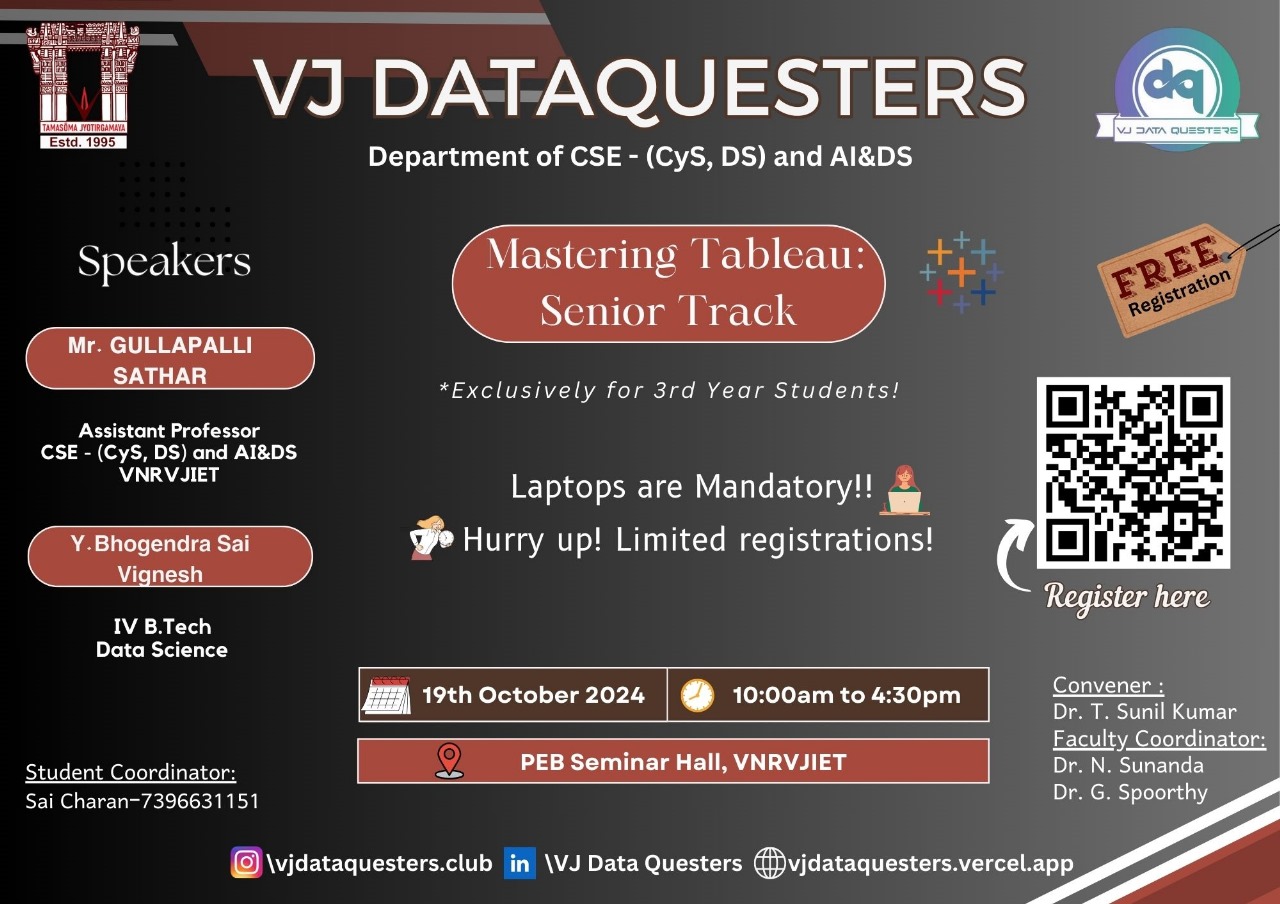 VJ DATAQUESTERS
Department of CSE - (CyS, DS) and AI&DS
TAMASOMA JYOTIRGAMAYA
Estd. 1995
dq
VJ DATA QUESTERS
Speakers
Mr. GULLAPALLI
SATHAR
Assistant Professor
CSE - (CyS, DS) and AI&DS
VNRVJIET
Y.Bhogendra Sai
Vignesh
IV B.Tech
Data Science
Student Coordinator:
Sai Charan-7396631151
Mastering Tableau:
Senior Track
*Exclusively for 3rd Year Students!
Laptops are Mandatory!!
Hurry up! Limited registrations!
19th October 2024
10:00am to 4:30pm
PEB Seminar Hall, VNRVJIET
FREE
Registration
Register here
Convener :
Dr. T. Sunil Kumar
Faculty Coordinator:
Dr. N. Sunanda
Dr. G. Spoorthy
\vjdataquesters.club in \VJ Data Questers vjdataquesters.vercel.app